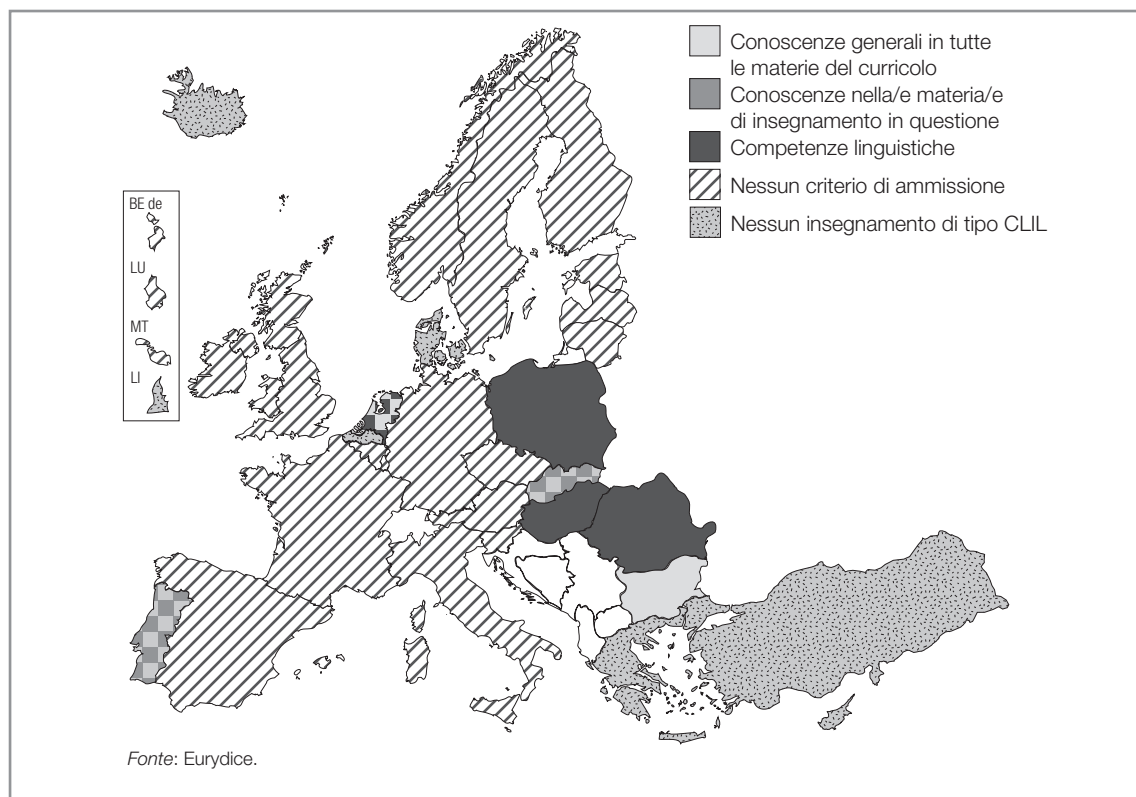 Conoscenze generali in tutte
le materie del curricolo
Conoscenze nella/e materia/e
di insegnamento in questione
Competenze linguistiche
Nessun criterio di ammissione
Nessun insegnamento di tipo CLIL
BE de
LU
MT
LI
Fonte: Eurydice.